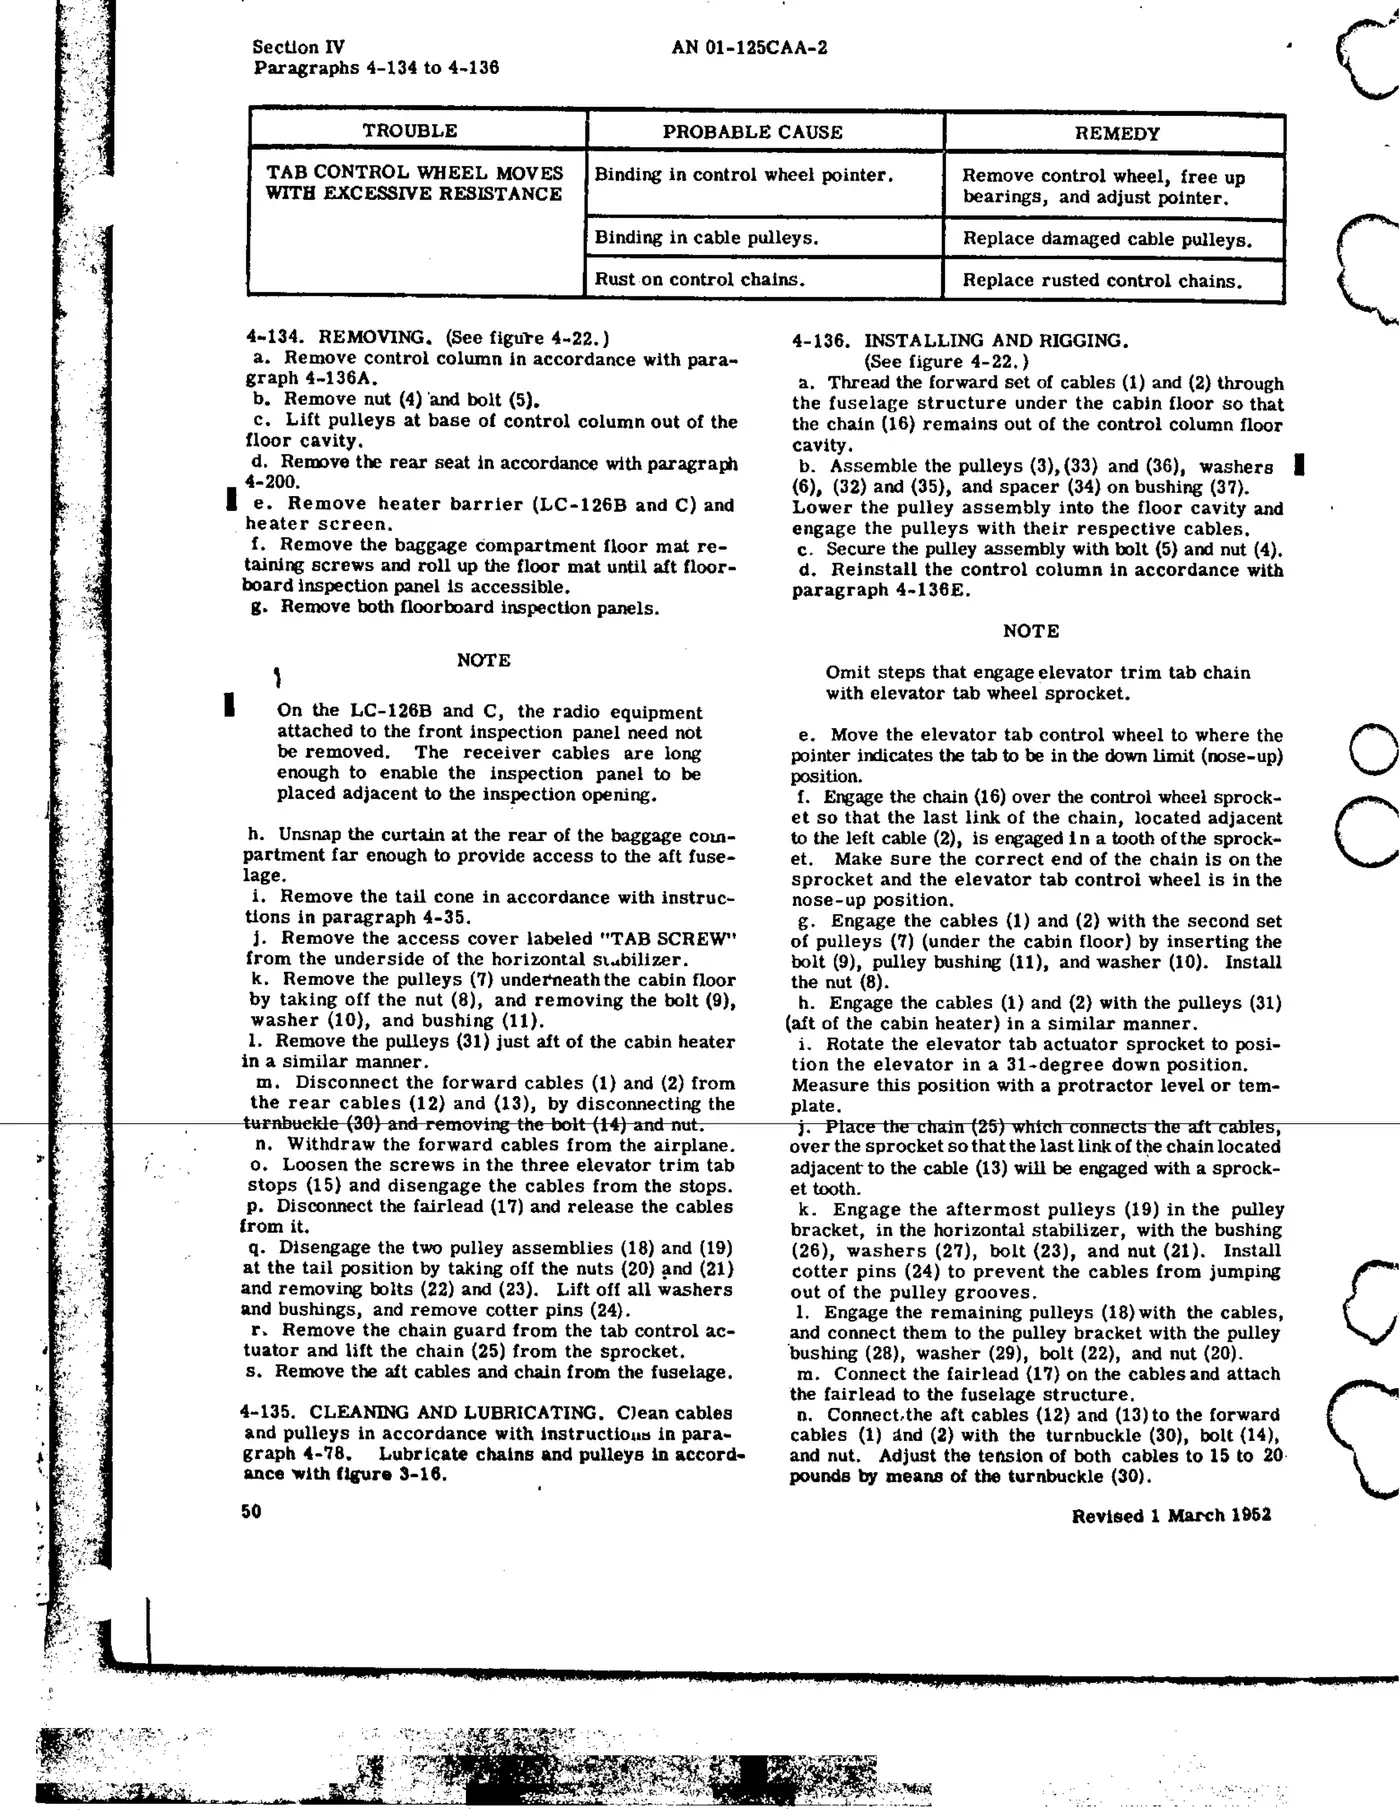 Section IV
AN 01-125CAA-2
Paragraphs 4-134 to 4-136
TROUBLE
PROBABLE CAUSE
REMEDY
TAB CONTROL WHEEL MOVES
WITH EXCESSIVE RESISTANCE
Binding in control wheel pointer.
Remove control wheel, free up
bearings, and adjust pointer.
Binding in cable pulleys.
Replace damaged cable pulleys.
Rust on control chains.
Replace rusted control chains.
4-134. REMOVING. (See figure 4-22.)
a. Remove control column in accordance with para-
graph 4-136A.
b. Remove nut (4) and bolt (5).
c. Lift pulleys at base of control column out of the
floor cavity.
d. Remove the rear seat in accordance with paragraph
4-200.
e. Remove heater barrier (LC-126B and C) and
heater screen.
f. Remove the baggage compartment floor mat re-
taining screws and roll up the floor mat until aft floor-
board inspection panel is accessible.
g. Remove both floorboard inspection panels.
NOTE
On the LC-126B and C, the radio equipment
attached to the front inspection panel need not
be removed. The receiver cables are long
enough to enable the inspection panel to be
placed adjacent to the inspection opening.
h. Unsnap the curtain at the rear of the baggage com-
partment far enough to provide access to the aft fuse-
lage.
i. Remove the tail cone in accordance with instruc-
tions in paragraph 4-35.
j. Remove the access cover labeled "TAB SCREW"
from the underside of the horizontal stabilizer.
k. Remove the pulleys (7) underneath the cabin floor
by taking off the nut (8), and removing the bolt (9),
washer (10), and bushing (11).
l. Remove the pulleys (31) just aft of the cabin heater
in a similar manner.
m. Disconnect the forward cables (1) and (2) from
the rear cables (12) and (13), by disconnecting the
turnbuckle (30) and removing the bolt (14) and nut.
n. Withdraw the forward cables from the airplane.
o. Loosen the screws in the three elevator trim tab
stops (15) and disengage the cables from the stops.
p. Disconnect the fairlead (17) and release the cables
from it.
q. Disengage the two pulley assemblies (18) and (19)
at the tail position by taking off the nuts (20) and (21)
and removing bolts (22) and (23). Lift off all washers
and bushings, and remove cotter pins (24).
r. Remove the chain guard from the tab control ac-
tuator and lift the chain (25) from the sprocket.
s. Remove the aft cables and chain from the fuselage.
4-135. CLEANING AND LUBRICATING. Clean cables
and pulleys in accordance with instructions in para-
graph 4-78. Lubricate chains and pulleys in accord-
ance with figure 3-16.
50
4-136. INSTALLING AND RIGGING.
(See figure 4-22.)
a. Thread the forward set of cables (1) and (2) through
the fuselage structure under the cabin floor so that
the chain (16) remains out of the control column floor
cavity.
b. Assemble the pulleys (3), (33) and (36), washers
(6), (32) and (35), and spacer (34) on bushing (37).
Lower the pulley assembly into the floor cavity and
engage the pulleys with their respective cables.
c. Secure the pulley assembly with bolt (5) and nut (4).
d. Reinstall the control column in accordance with
paragraph 4-136E.
NOTE
Omit steps that engage elevator trim tab chain
with elevator tab wheel sprocket.
e. Move the elevator tab control wheel to where the
pointer indicates the tab to be in the down limit (nose-up)
position.
f. Engage the chain (16) over the control wheel sprock-
et so that the last link of the chain, located adjacent
to the left cable (2), is engaged in a tooth of the sprock-
et. Make sure the correct end of the chain is on the
sprocket and the elevator tab control wheel is in the
nose-up position.
g. Engage the cables (1) and (2) with the second set
of pulleys (7) (under the cabin floor) by inserting the
bolt (9), pulley bushing (11), and washer (10). Install
the nut (8).
h. Engage the cables (1) and (2) with the pulleys (31)
(aft of the cabin heater) in a similar manner.
i. Rotate the elevator tab actuator sprocket to posi-
tion the elevator in a 31-degree down position.
Measure this position with a protractor level or tem-
plate.
j. Place the chain (25) which connects the aft cables,
over the sprocket so that the last link of the chain located
adjacent to the cable (13) will be engaged with a sprock-
et tooth.
k. Engage the aftermost pulleys (19) in the pulley
bracket, in the horizontal stabilizer, with the bushing
(26), washers (27), bolt (23), and nut (21). Install
cotter pins (24) to prevent the cables from jumping
out of the pulley grooves.
l. Engage the remaining pulleys (18) with the cables,
and connect them to the pulley bracket with the pulley
bushing (28), washer (29), bolt (22), and nut (20).
m. Connect the fairlead (17) on the cables and attach
the fairlead to the fuselage structure.
n. Connect the aft cables (12) and (13) to the forward
cables (1) and (2) with the turnbuckle (30), bolt (14),
and nut. Adjust the tension of both cables to 15 to 20
pounds by means of the turnbuckle (30).
Revised 1 March 1952